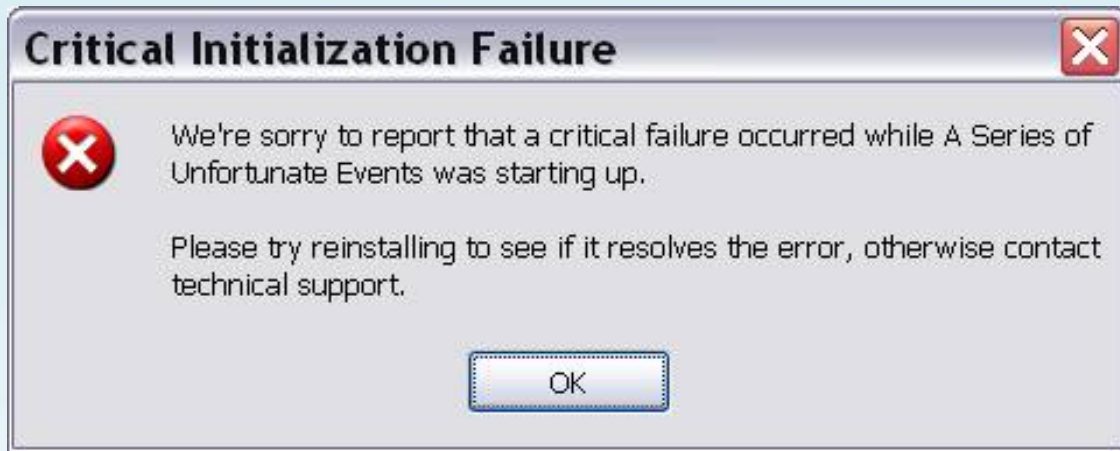 Critical Initialization Failure
We're sorry to report that a critical failure occurred while A Series of
Unfortunate Events was starting up.
Please try reinstalling to see if it resolves the error, otherwise contact
technical support.
OK